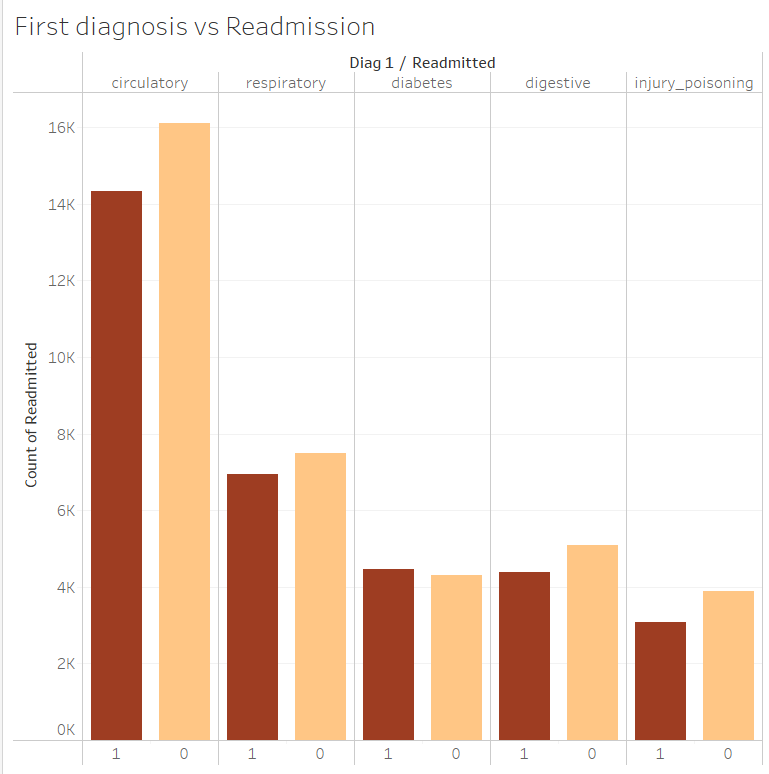 First diagnosis vs Readmission
Diag 1 / Readmitted
circulatory respiratory diabetes digestive injury_poisoning
16K
14K
12K
10K
8K
6K
4K
2K
0K
Count of Readmitted
1 0 1 0 1 0 1 0 1 0